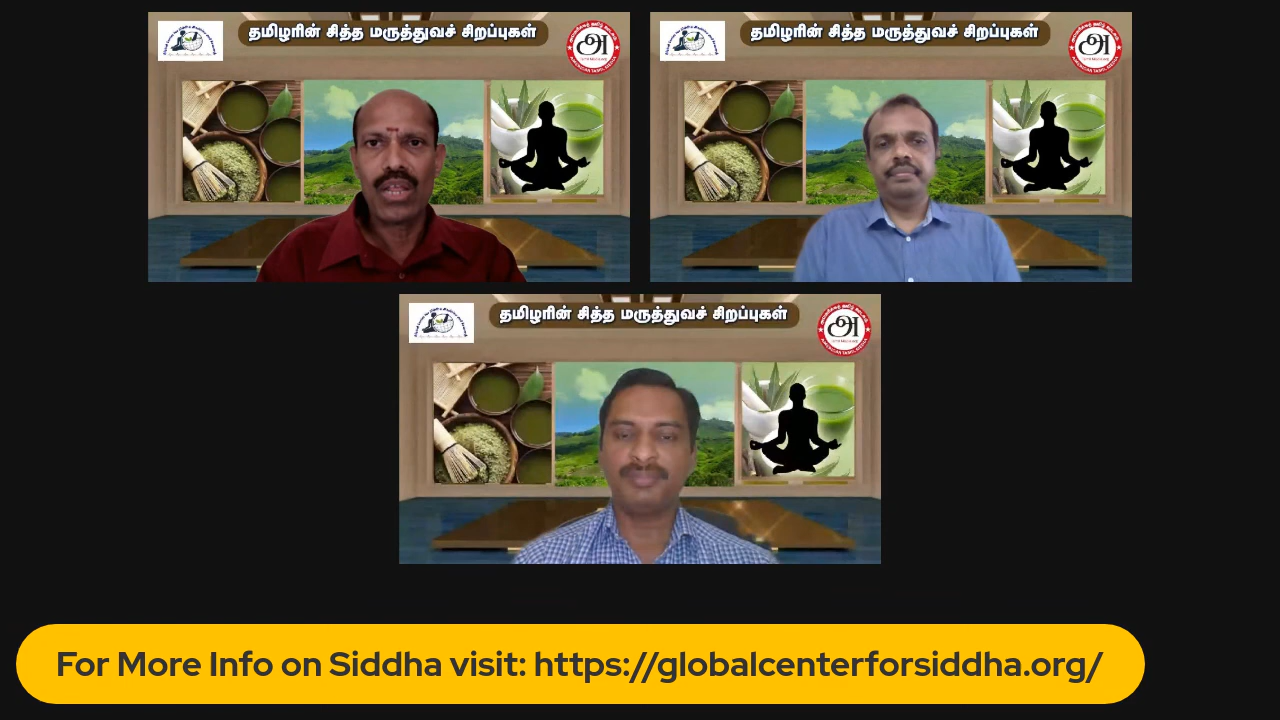 தமிழரின் சித்த மருத்துவச் சிறப்புகள்
அ
தமிழரின் சித்த மருத்துவச் சிறப்புகள்
அ
தமிழரின் சித்த மருத்துவச் சிறப்புகள்
அ
For More Info on Siddha visit: https://globalcenterforsiddha.org/